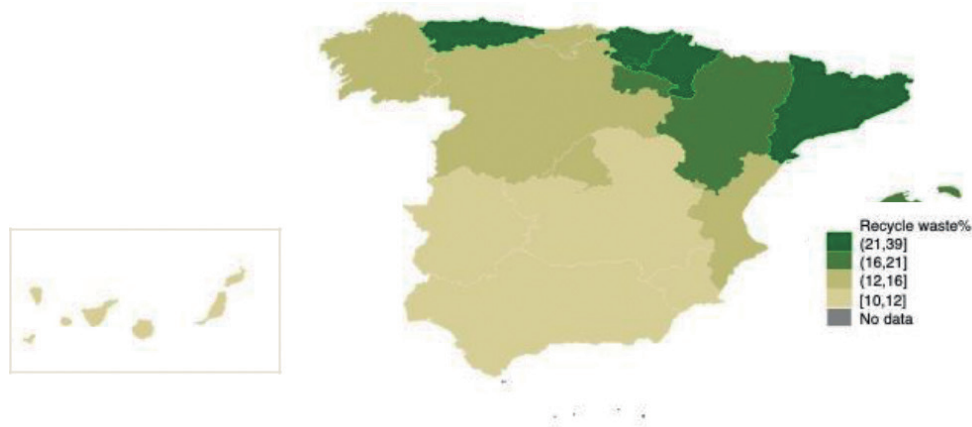 Recycle waste%
(21,39]
(16,21]
(12,16]
[10,12]
No data